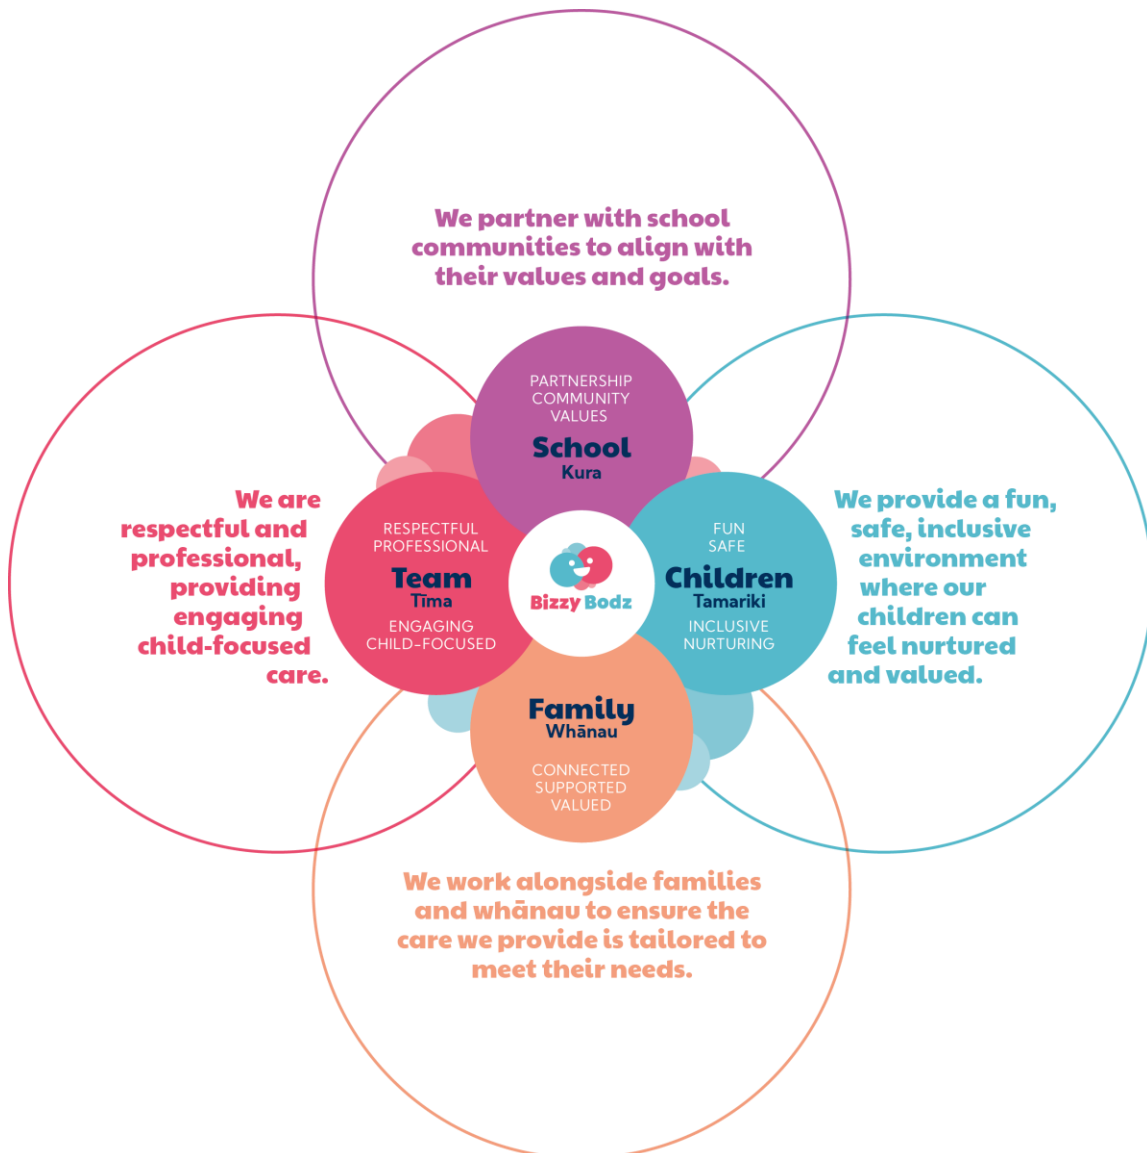 We partner with school
communities to align with
their values and goals.
PARTNERSHIP
COMMUNITY
VALUES
School
Kura
We are
respectful and
professional,
providing
engaging
child-focused
care.
RESPECTFUL
PROFESSIONAL
Team
Tīma
ENGAGING
CHILD-FOCUSED
Bizzy Bodz
FUN
SAFE
Children
Tamariki
INCLUSIVE
NURTURING
We provide a fun,
safe, inclusive
environment
where our
children can
feel nurtured
and valued.
Family
Whānau
CONNECTED
SUPPORTED
VALUED
We work alongside families
and whānau to ensure the
care we provide is tailored to
meet their needs.